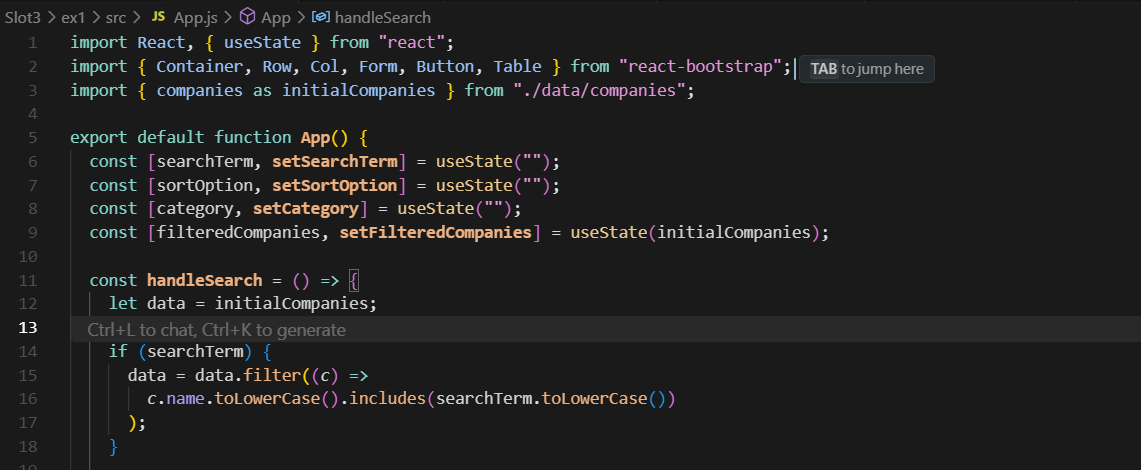 Slot3 > ex1 > src > JS App.js > App > handleSearch
1 import React, { useState } from "react";
2 import { Container, Row, Col, Form, Button, Table } from "react-bootstrap"; TAB to jump here
3 import { companies as initialCompanies } from "./data/companies";
4
5 export default function App() {
6 const [searchTerm, setSearchTerm] = useState("");
7 const [sortOption, setSortOption] = useState("");
8 const [category, setCategory] = useState("");
9 const [filteredCompanies, setFilteredCompanies] = useState(initialCompanies);
10
11 const handleSearch = () => {
12 let data = initialCompanies;
13 Ctrl+L to chat, Ctrl+K to generate
14 if (searchTerm) {
15 data = data.filter((c) =>
16 c.name.toLowerCase().includes(searchTerm.toLowerCase())
17 );
18 }